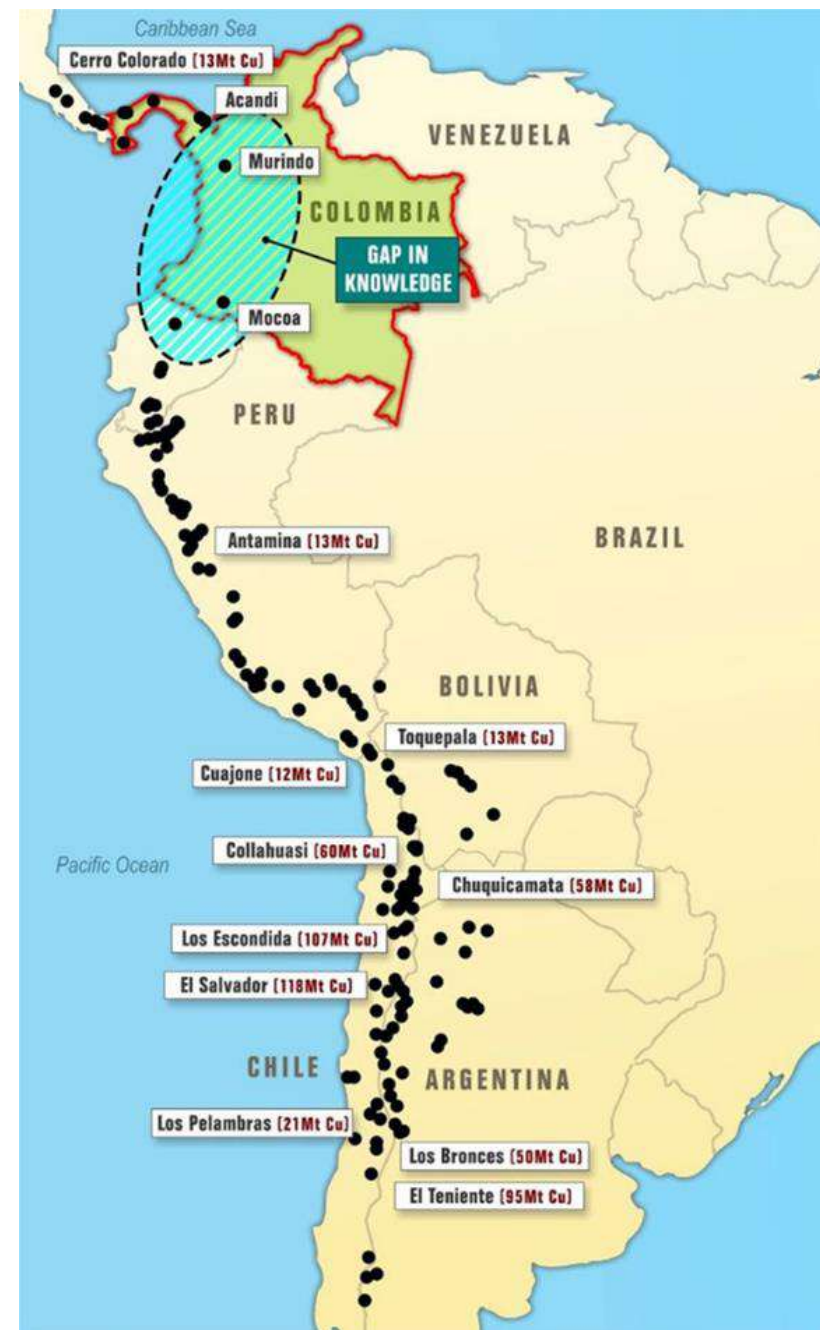 Caribbean Sea
Cerro Colorado (13Mt Cu)
Acandi
VENEZUELA
Murindo
COLOMBIA
GAP IN
KNOWLEDGE
Mocoa
PERU
Antamina (13Mt Cu)
BRAZIL
BOLIVIA
Toquepala (13Mt Cu)
Cuajone (12Mt Cu)
Collahuasi (60Mt Cu)
Pacific Ocean
Chuquicamata (58Mt Cu)
Los Escondida (107Mt Cu)
El Salvador (118Mt Cu)
CHILE
ARGENTINA
Los Pelambras (21Mt Cu)
Los Bronces (50Mt Cu)
El Teniente (95Mt Cu)